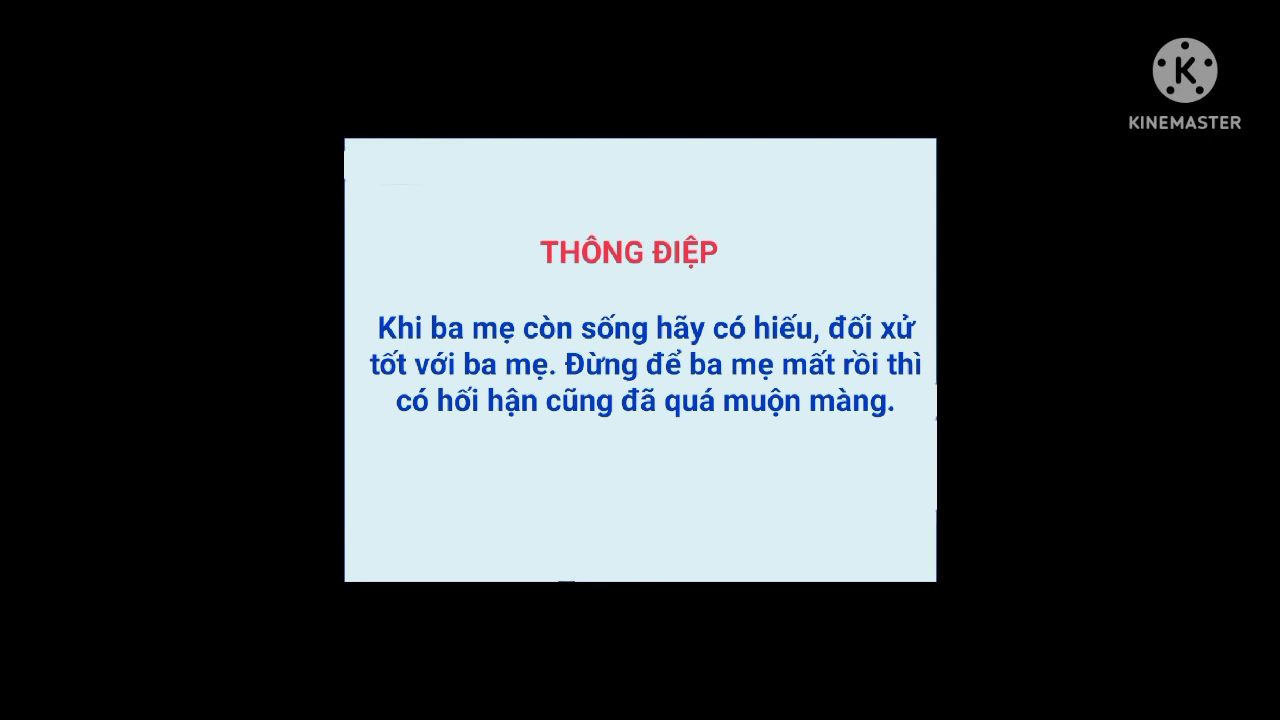 KINEMASTER
THÔNG ĐIỆP
Khi ba mẹ còn sống hãy có hiếu, đối xử
tốt với ba mẹ. Đừng để ba mẹ mất rồi thì
có hối hận cũng đã quá muộn màng.